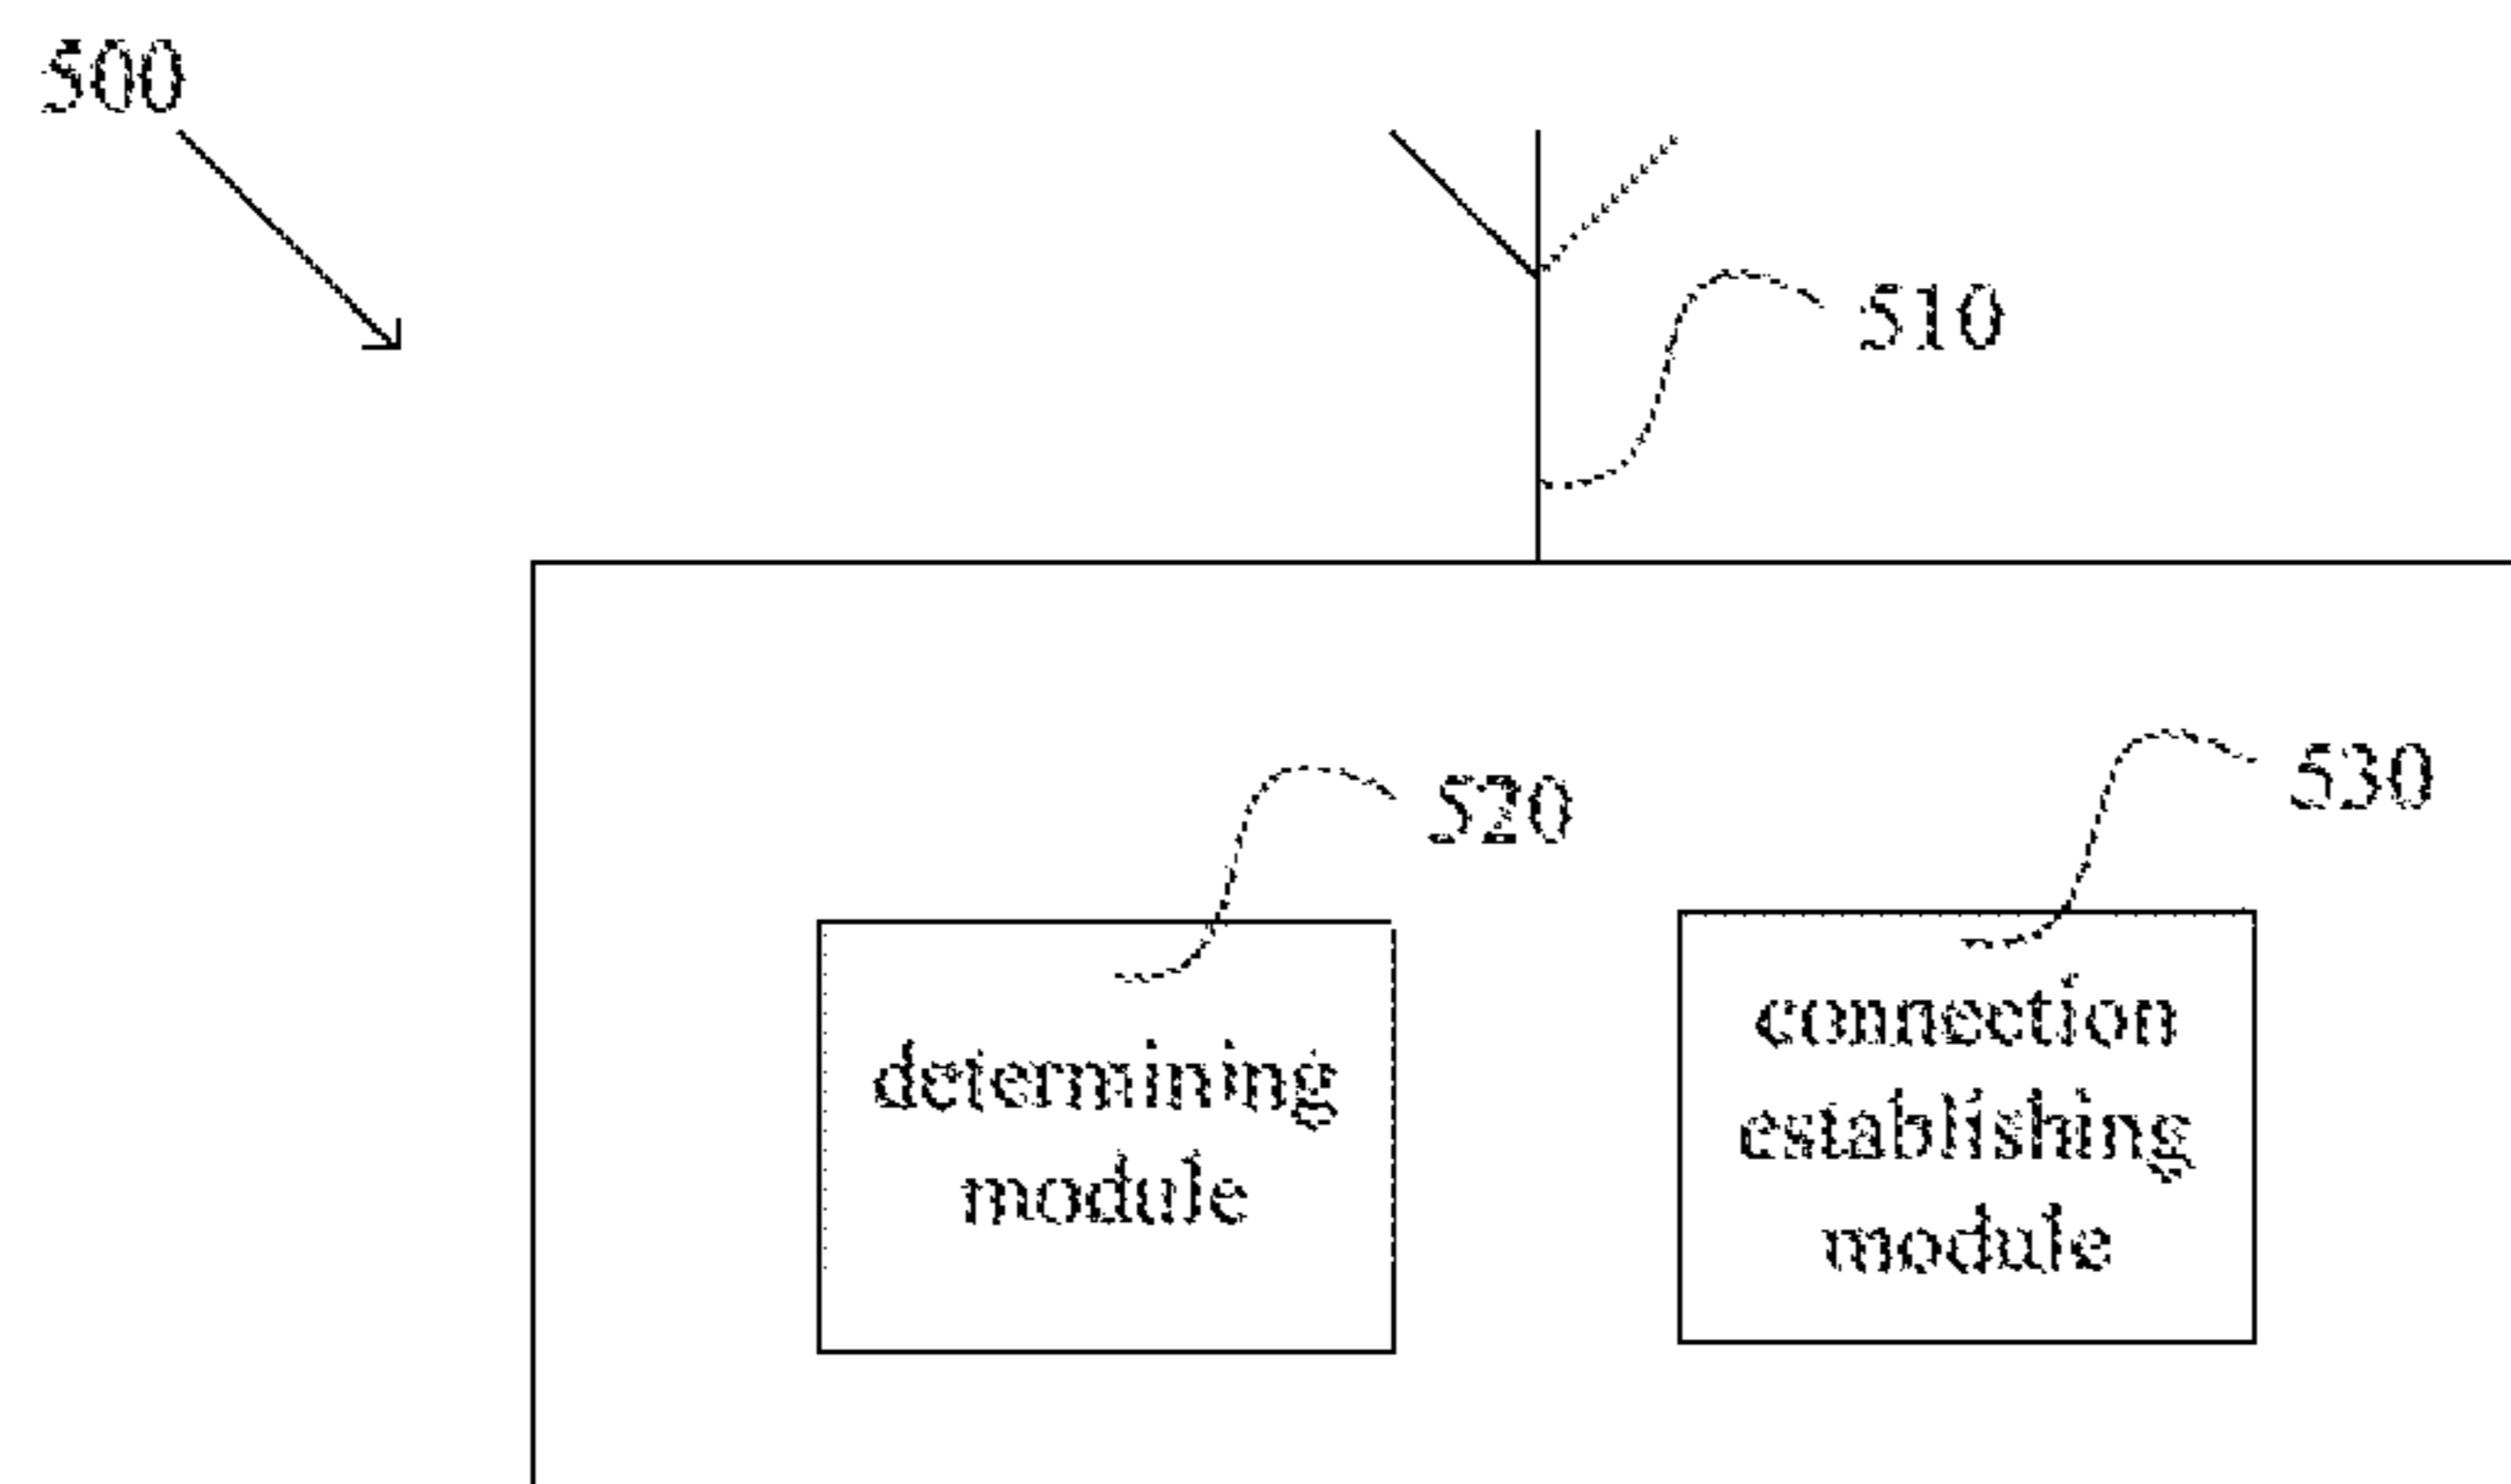 500
510
520
530
determining
module
connection
establishing
module